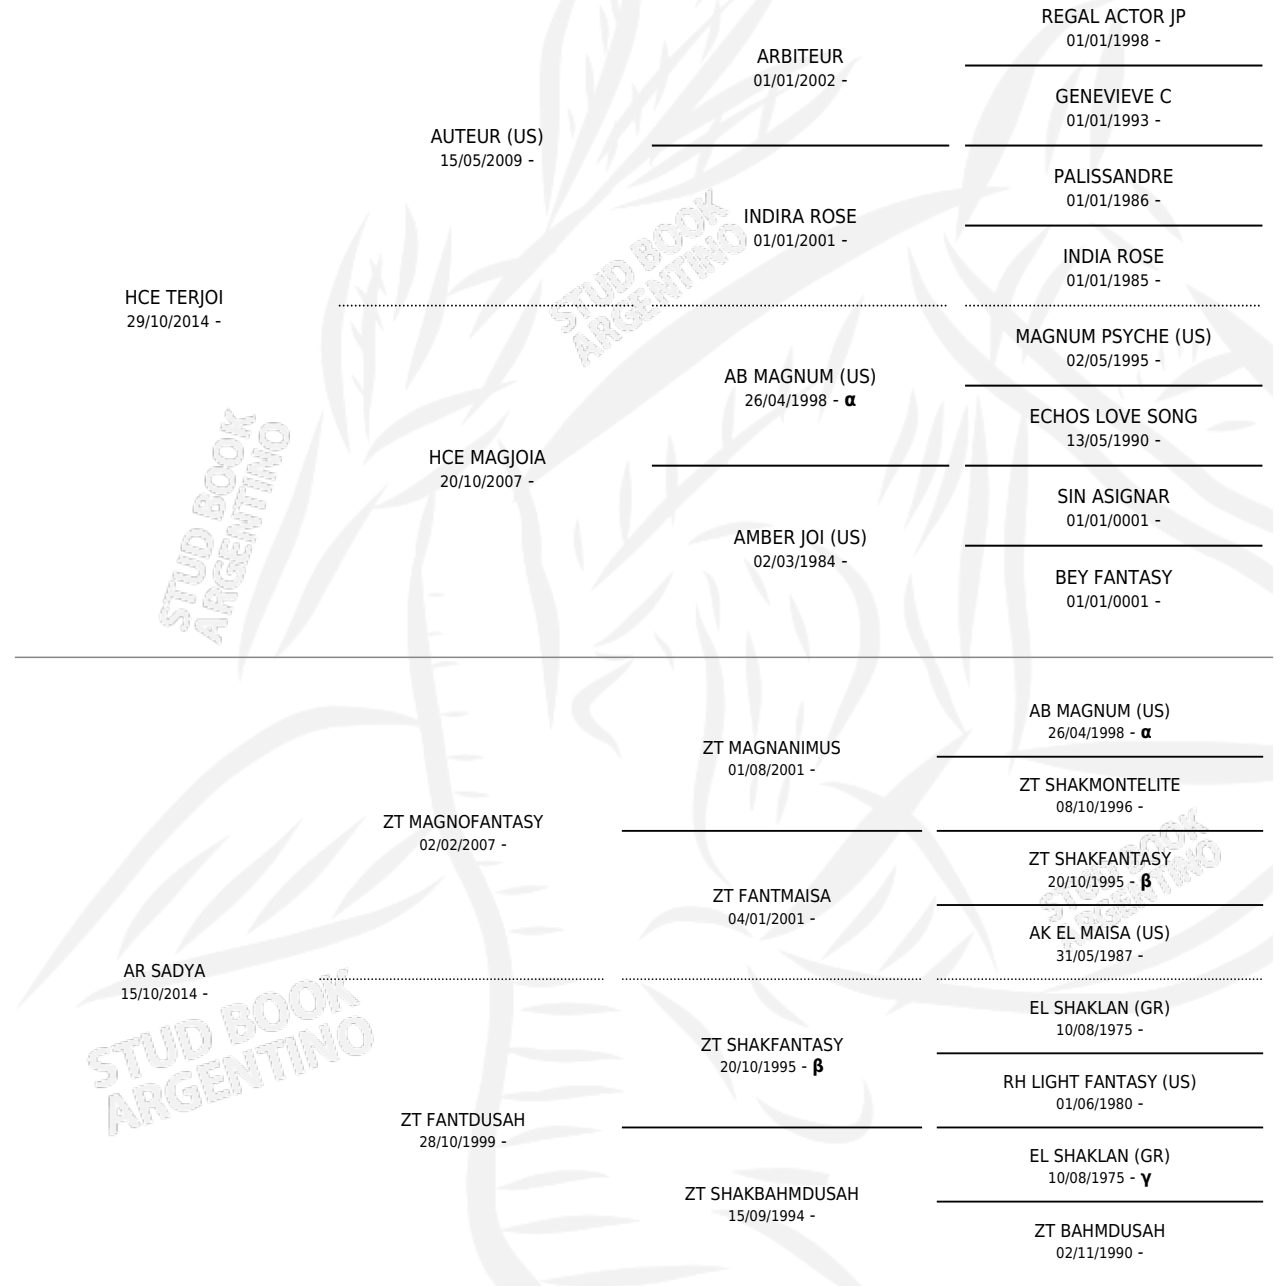 REGAL ACTOR JP
01/01/1998 -
ARBITEUR
01/01/2002 -
GENEVIEVE C
01/01/1993 -
AUTEUR (US)
15/05/2009 -
PALISSANDRE
01/01/1986 -
INDIRA ROSE
01/01/2001 -
INDIA ROSE
01/01/1985 -
HCE TERJOI
29/10/2014 -
MAGNUM PSYCHE (US)
02/05/1995 -
AB MAGNUM (US)
26/04/1998 - α
ECHOS LOVE SONG
13/05/1990 -
HCE MAGJOIA
20/10/2007 -
SIN ASIGNAR
01/01/0001 -
AMBER JOI (US)
02/03/1984 -
BEY FANTASY
01/01/0001 -
AB MAGNUM (US)
26/04/1998 - α
ZT MAGNANIMUS
01/08/2001 -
ZT SHAKMONTELITE
08/10/1996 -
ZT MAGNOFANTASY
02/02/2007 -
ZT SHAKFANTASY
20/10/1995 - β
ZT FANTMAISA
04/01/2001 -
AK EL MAISA (US)
31/05/1987 -
AR SADYA
15/10/2014 -
EL SHAKLAN (GR)
10/08/1975 -
ZT SHAKFANTASY
20/10/1995 - β
RH LIGHT FANTASY (US)
01/06/1980 -
ZT FANTDUSAH
28/10/1999 -
EL SHAKLAN (GR)
10/08/1975 - γ
ZT SHAKBAHMDUSAH
15/09/1994 -
ZT BAHMDUSAH
02/11/1990 -
STUD BOOK
ARGENTINO
STUD BOOK
ARGENTINO
STUD BOOK
ARGENTINO
STUD BOOK
ARGENTINO